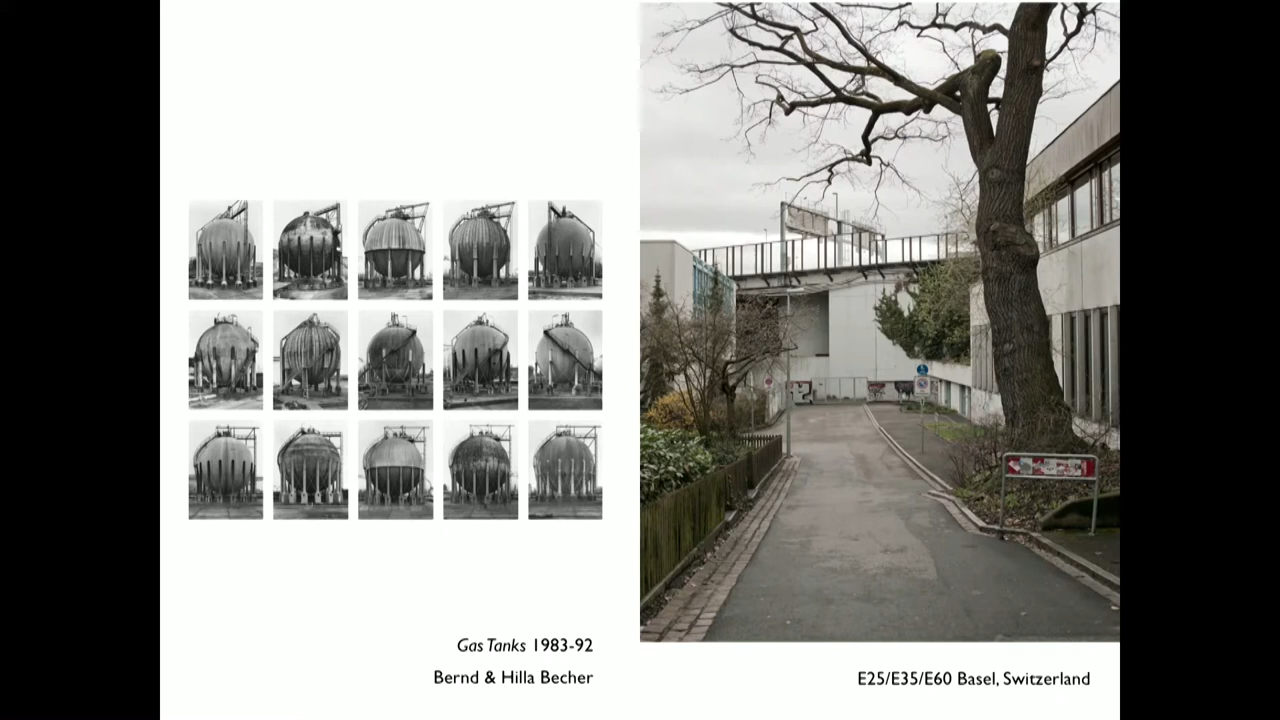 Gas Tanks 1983-92
Bernd & Hilla Becher
E25/E35/E60 Basel, Switzerland